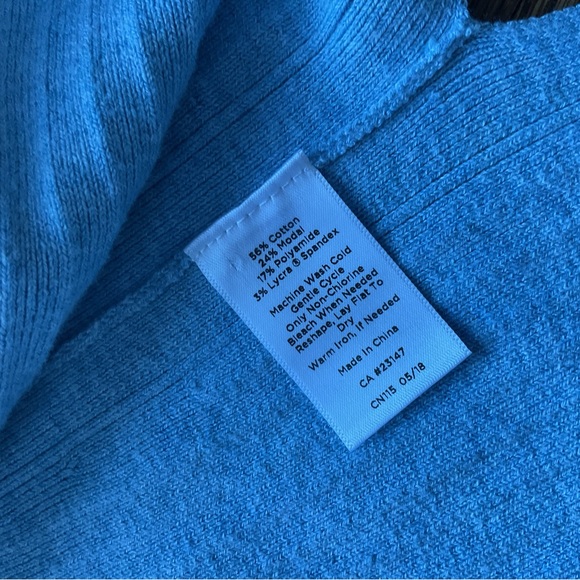 56% Cotton
24% Modal
17% Polyamide
3% Lycra ® Spandex
Machine Wash Cold
Gentle Cycle
Only Non-Chlorine
Bleach When Needed
Reshape, Lay Flat To
Dry
Warm Iron, if Needed
Made In China
CA #23147
CN115 05/18